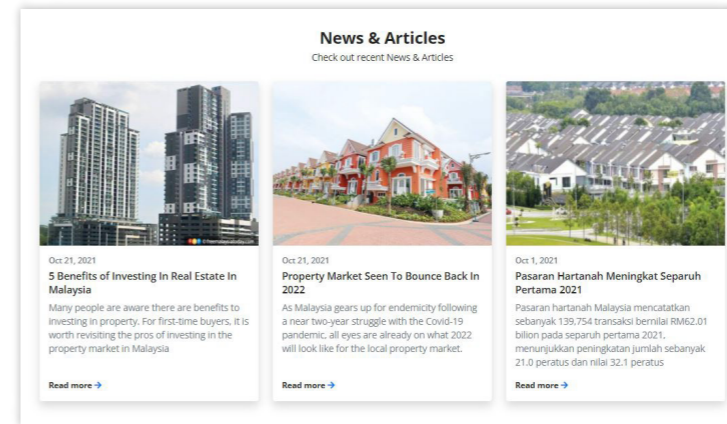 News & Articles
Check out recent News & Articles
Oct 21, 2021
5 Benefits of Investing In Real Estate In
Malaysia
Many people are aware there are benefits to
investing in property. For first-time buyers, it is
worth revisiting the pros of investing in the
property market in Malaysia
Read more →
Oct 21, 2021
Property Market Seen To Bounce Back In
2022
As Malaysia gears up for endemicity following
a near two-year struggle with the Covid-19
pandemic, all eyes are already on what 2022
will look like for the local property market.
Read more →
Oct 1, 2021
Pasaran Hartanah Meningkat Separuh
Pertama 2021
Pasaran hartanah Malaysia mencatatkan
sebanyak 139,754 transaksi bernilai RM62.01
bilion pada separuh pertama 2021,
menunjukkan peningkatan jumlah sebanyak
21.0 peratus dan nilai 32.1 peratus
Read more →